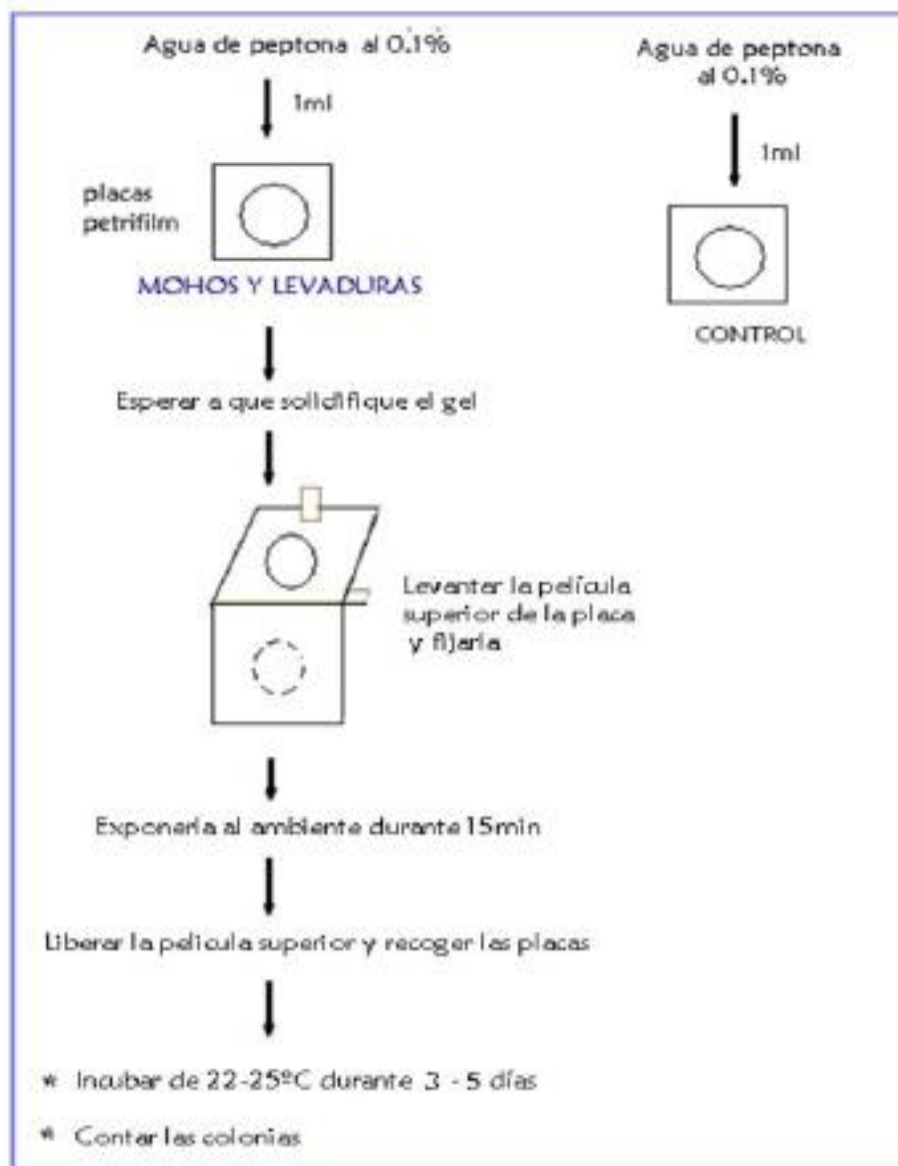 Agua de peptona al 0.1%
1ml
placas
petrifilm
MOHOS Y LEVADURAS
Agua de peptona
al 0.1%
1ml
CONTROL
Esperar a que solidifique el gel
Levantar la película
superior de la placa
y fijarla
Exponerla al ambiente durante 15min
Liberar la pelicula superior y recoger las placas
* Incubar de 22-25ºC durante 3 - 5 días
* Contar las colonias